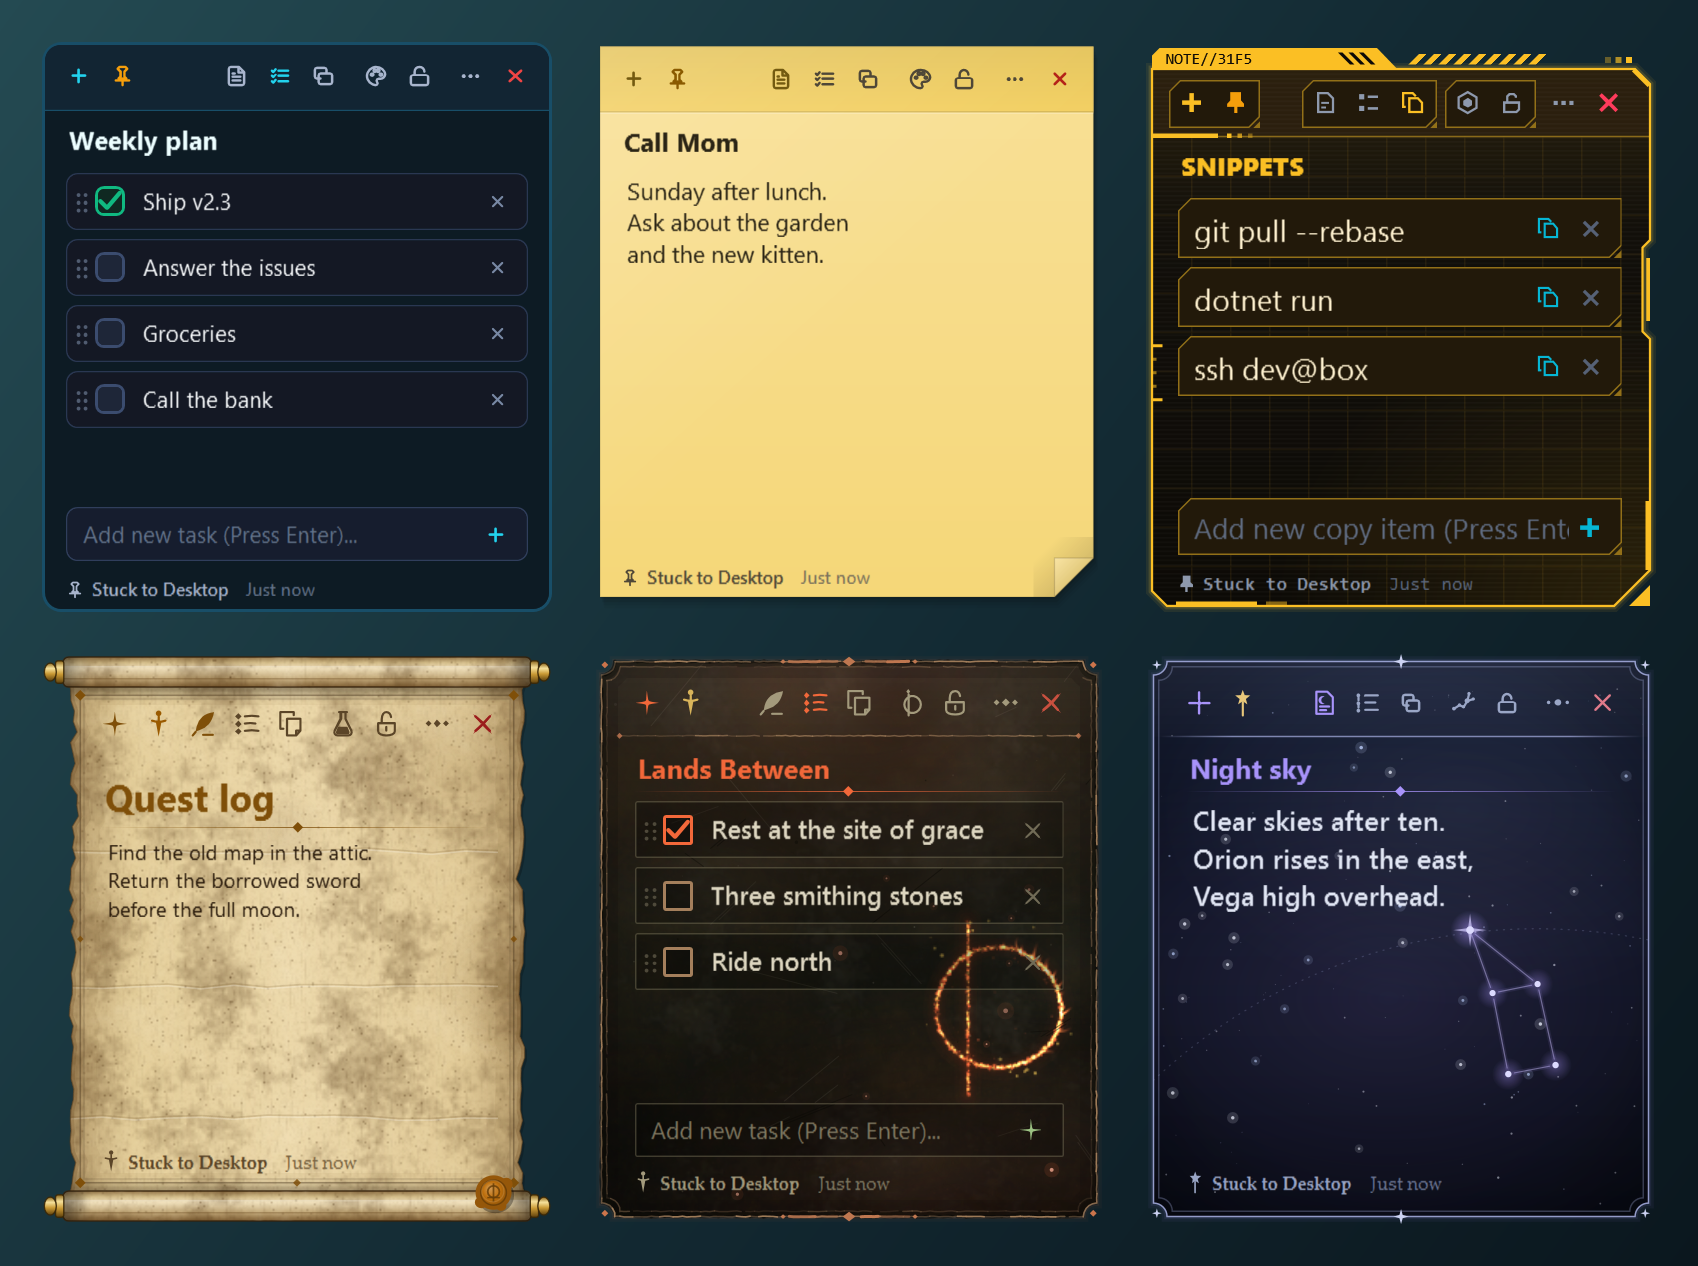 Weekly plan
Ship v2.3
Answer the issues
Groceries
Call the bank
Add new task (Press Enter)...
Stuck to Desktop Just now
Call Mom
Sunday after lunch.
Ask about the garden
and the new kitten.
Stuck to Desktop Just now
NOTE//31F5
SNIPPETS
git pull --rebase
dotnet run
ssh dev@box
Add new copy item (Press Ent
Stuck to Desktop Just now
Quest log
Find the old map in the attic.
Return the borrowed sword
before the full moon.
Stuck to Desktop Just now
Lands Between
Rest at the site of grace
Three smithing stones
Ride north
Add new task (Press Enter)...
Stuck to Desktop Just now
Night sky
Clear skies after ten.
Orion rises in the east,
Vega high overhead.
Stuck to Desktop Just now